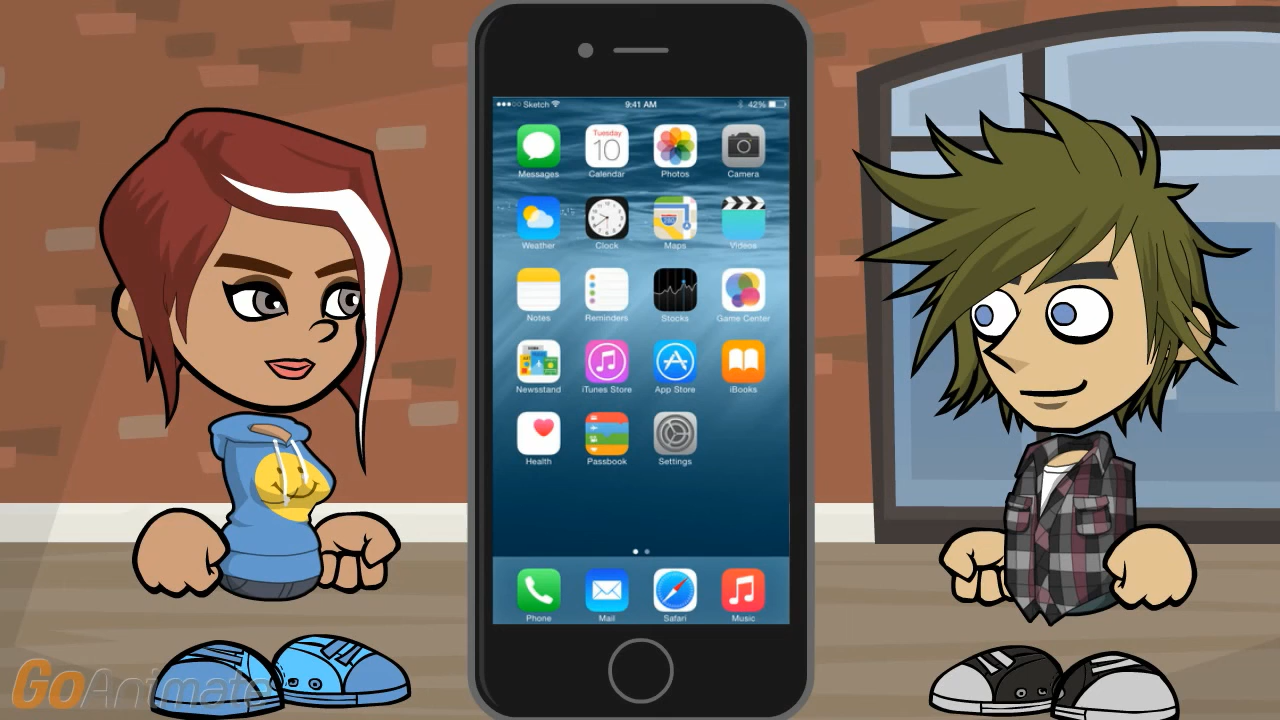 Sketch 9:41 AM 42%
Tuesday
10
Messages Calendar Photos Camera
Weather Clock Maps Videos
Notes Reminders Stocks Game Center
Newsstand iTunes Store App Store iBooks
Health Passbook Settings
Phone Mail Safari Music
GoAnimate